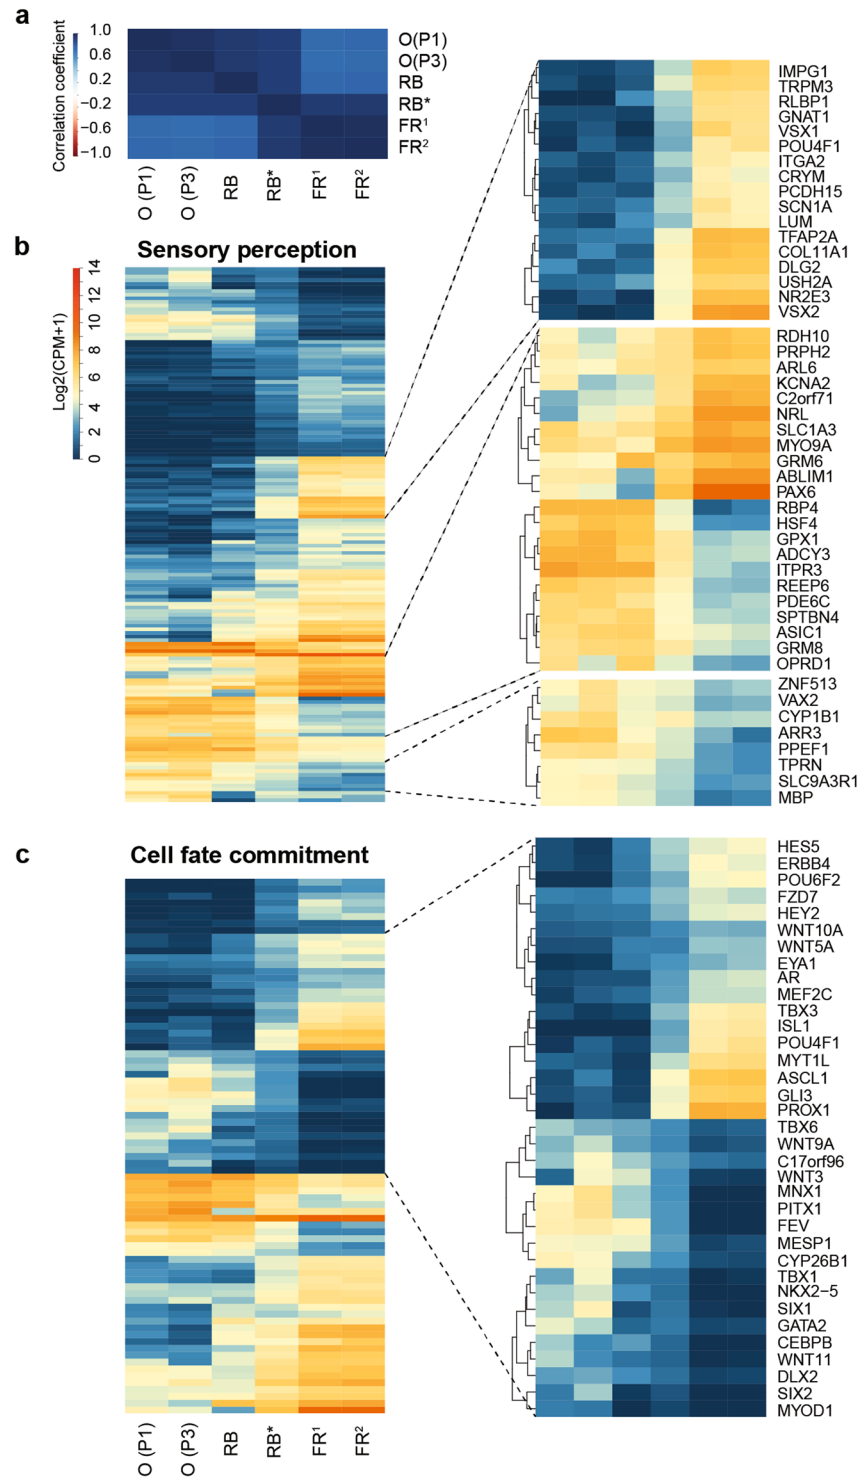 a
Correlation coefficient
1.0
0.6
0.2
−0.2
−0.6
−1.0
O(P1)
O(P3)
RB
RB*
FR1
FR2
O (P1)
O (P3)
RB
RB*
FR1
FR2
b
Sensory perception
Log2(CPM+1)
14
12
10
8
6
4
2
0
IMPG1
TRPM3
RLBP1
GNAT1
VSX1
POU4F1
ITGA2
CRYM
PCDH15
SCN1A
LUM
TFAP2A
COL11A1
DLG2
USH2A
NR2E3
VSX2
RDH10
PRPH2
ARL6
KCNA2
C2orf71
NRL
SLC1A3
MYO9A
GRM6
ABLIM1
PAX6
RBP4
HSF4
GPX1
ADCY3
ITPR3
REEP6
PDE6C
SPTBN4
ASIC1
GRM8
OPRD1
ZNF513
VAX2
CYP1B1
ARR3
PPEF1
TPRN
SLC9A3R1
MBP
c
Cell fate commitment
HES5
ERBB4
POU6F2
FZD7
HEY2
WNT10A
WNT5A
EYA1
AR
MEF2C
TBX3
ISL1
POU4F1
MYT1L
ASCL1
GLI3
PROX1
TBX6
WNT9A
C17orf96
WNT3
MNX1
PITX1
FEV
MESP1
CYP26B1
TBX1
NKX2−5
SIX1
GATA2
CEBPB
WNT11
DLX2
SIX2
MYOD1
O (P1)
O (P3)
RB
RB*
FR1
FR2